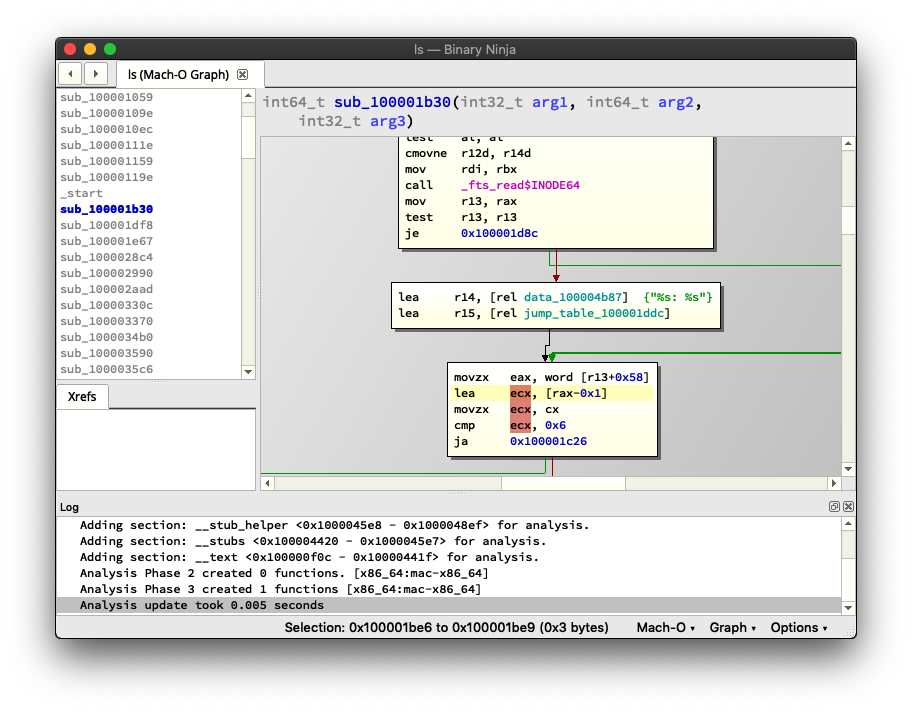 ls — Binary Ninja
ls (Mach-O Graph)
sub_100001059
sub_10000109e
sub_1000010ec
sub_10000111e
sub_100001159
sub_10000119e
_start
sub_100001b30
sub_100001df8
sub_100001e67
sub_1000028c4
sub_100002990
sub_100002aad
sub_10000330c
sub_100003370
sub_1000034b0
sub_100003590
sub_1000035c6
Xrefs
int64_t sub_100001b30(int32_t arg1, int64_t arg2,
int32_t arg3)
test al, al
cmovne r12d, r14d
mov rdi, rbx
call _fts_read$INODE64
mov r13, rax
test r13, r13
je 0x100001d8c
lea r14, [rel data_100004b87] {"%s: %s"}
lea r15, [rel jump_table_100001ddc]
movzx eax, word [r13+0x58]
lea ecx, [rax-0x1]
movzx ecx, cx
cmp ecx, 0x6
ja 0x100001c26
Log
Adding section: __stub_helper <0x1000045e8 - 0x1000048ef> for analysis.
Adding section: __stubs <0x100004420 - 0x1000045e7> for analysis.
Adding section: __text <0x100000f0c - 0x10000441f> for analysis.
Analysis Phase 2 created 0 functions. [x86_64:mac-x86_64]
Analysis Phase 3 created 1 functions [x86_64:mac-x86_64]
Analysis update took 0.005 seconds
Selection: 0x100001be6 to 0x100001be9 (0x3 bytes) Mach-O Graph Options